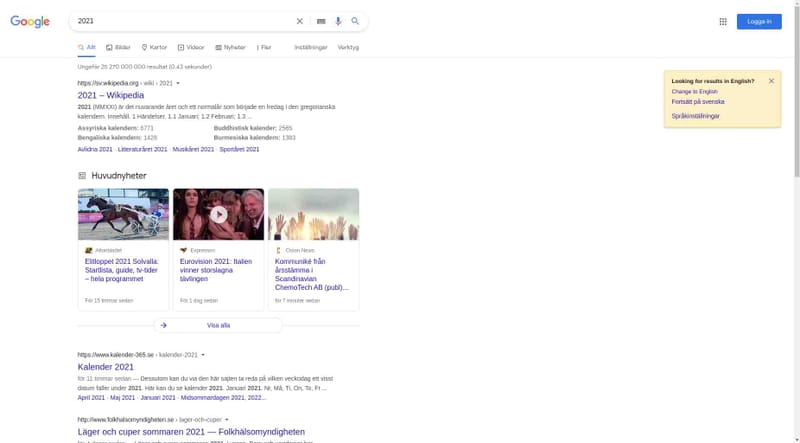 Google
2021
Logga in
Allt
Bilder
Kartor
Videor
Nyheter
Fler
Inställningar
Verktyg
Ungefär 25 270 000 000 resultat (0,43 sekunder)
Looking for results in English?
Change to English
Fortsätt på svenska
Språkinställningar
https://sv.wikipedia.org › wiki › 2021
2021 – Wikipedia
2021 (MMXXI) är det nuvarande året och ett normalår som började en fredag i den gregorianska
kalendern. Innehåll. 1 Händelser. 1.1 Januari; 1.2 Februari; 1.3 ...
Assyriska kalendern: 6771
Buddhistisk kalender: 2565
Bengaliska kalendern: 1428
Burmesiska kalendern: 1383
Avlidna 2021 · Litteraturåret 2021 · Musikåret 2021 · Sportåret 2021
Huvudnyheter
Aftonbladet
Elitloppet 2021 Solvalla:
Startlista, guide, tv-tider
– hela programmet
För 15 timmar sedan
Expressen
Eurovision 2021: Italien
vinner storslagna
tävlingen
För 1 dag sedan
Cision News
Kommuniké från
årsstämma i
Scandinavian
ChemoTech AB (publ)...
för 7 minuter sedan
Visa alla
https://www.kalender-365.se › kalender-2021
Kalender 2021
för 11 timmar sedan — Dessutom kan du via den här sajten ta reda på vilken veckodag ett visst
datum faller under 2021. Här kan du se kalender 2021. Januari 2021. Nr, Må, Ti, On, To, Fr ...
April 2021 · Maj 2021 · Januari 2021 · Midsommardagen 2021, 2022...
http://www.folkhalsomyndigheten.se › lager-och-cuper
Läger och cuper sommaren 2021 — Folkhälsomyndigheten